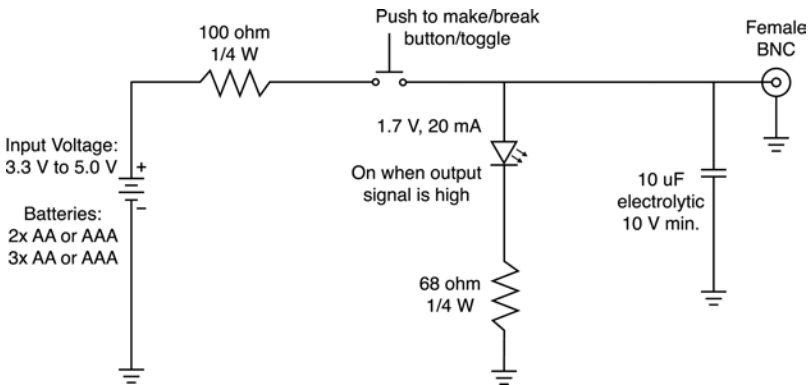 100 ohm
1/4 W
Push to make/break
button/toggle
Female
BNC
Input Voltage:
3.3 V to 5.0 V
+
–
Batteries:
2x AA or AAA
3x AA or AAA
1.7 V, 20 mA
On when output
signal is high
68 ohm
1/4 W
10 uF
electrolytic
10 V min.